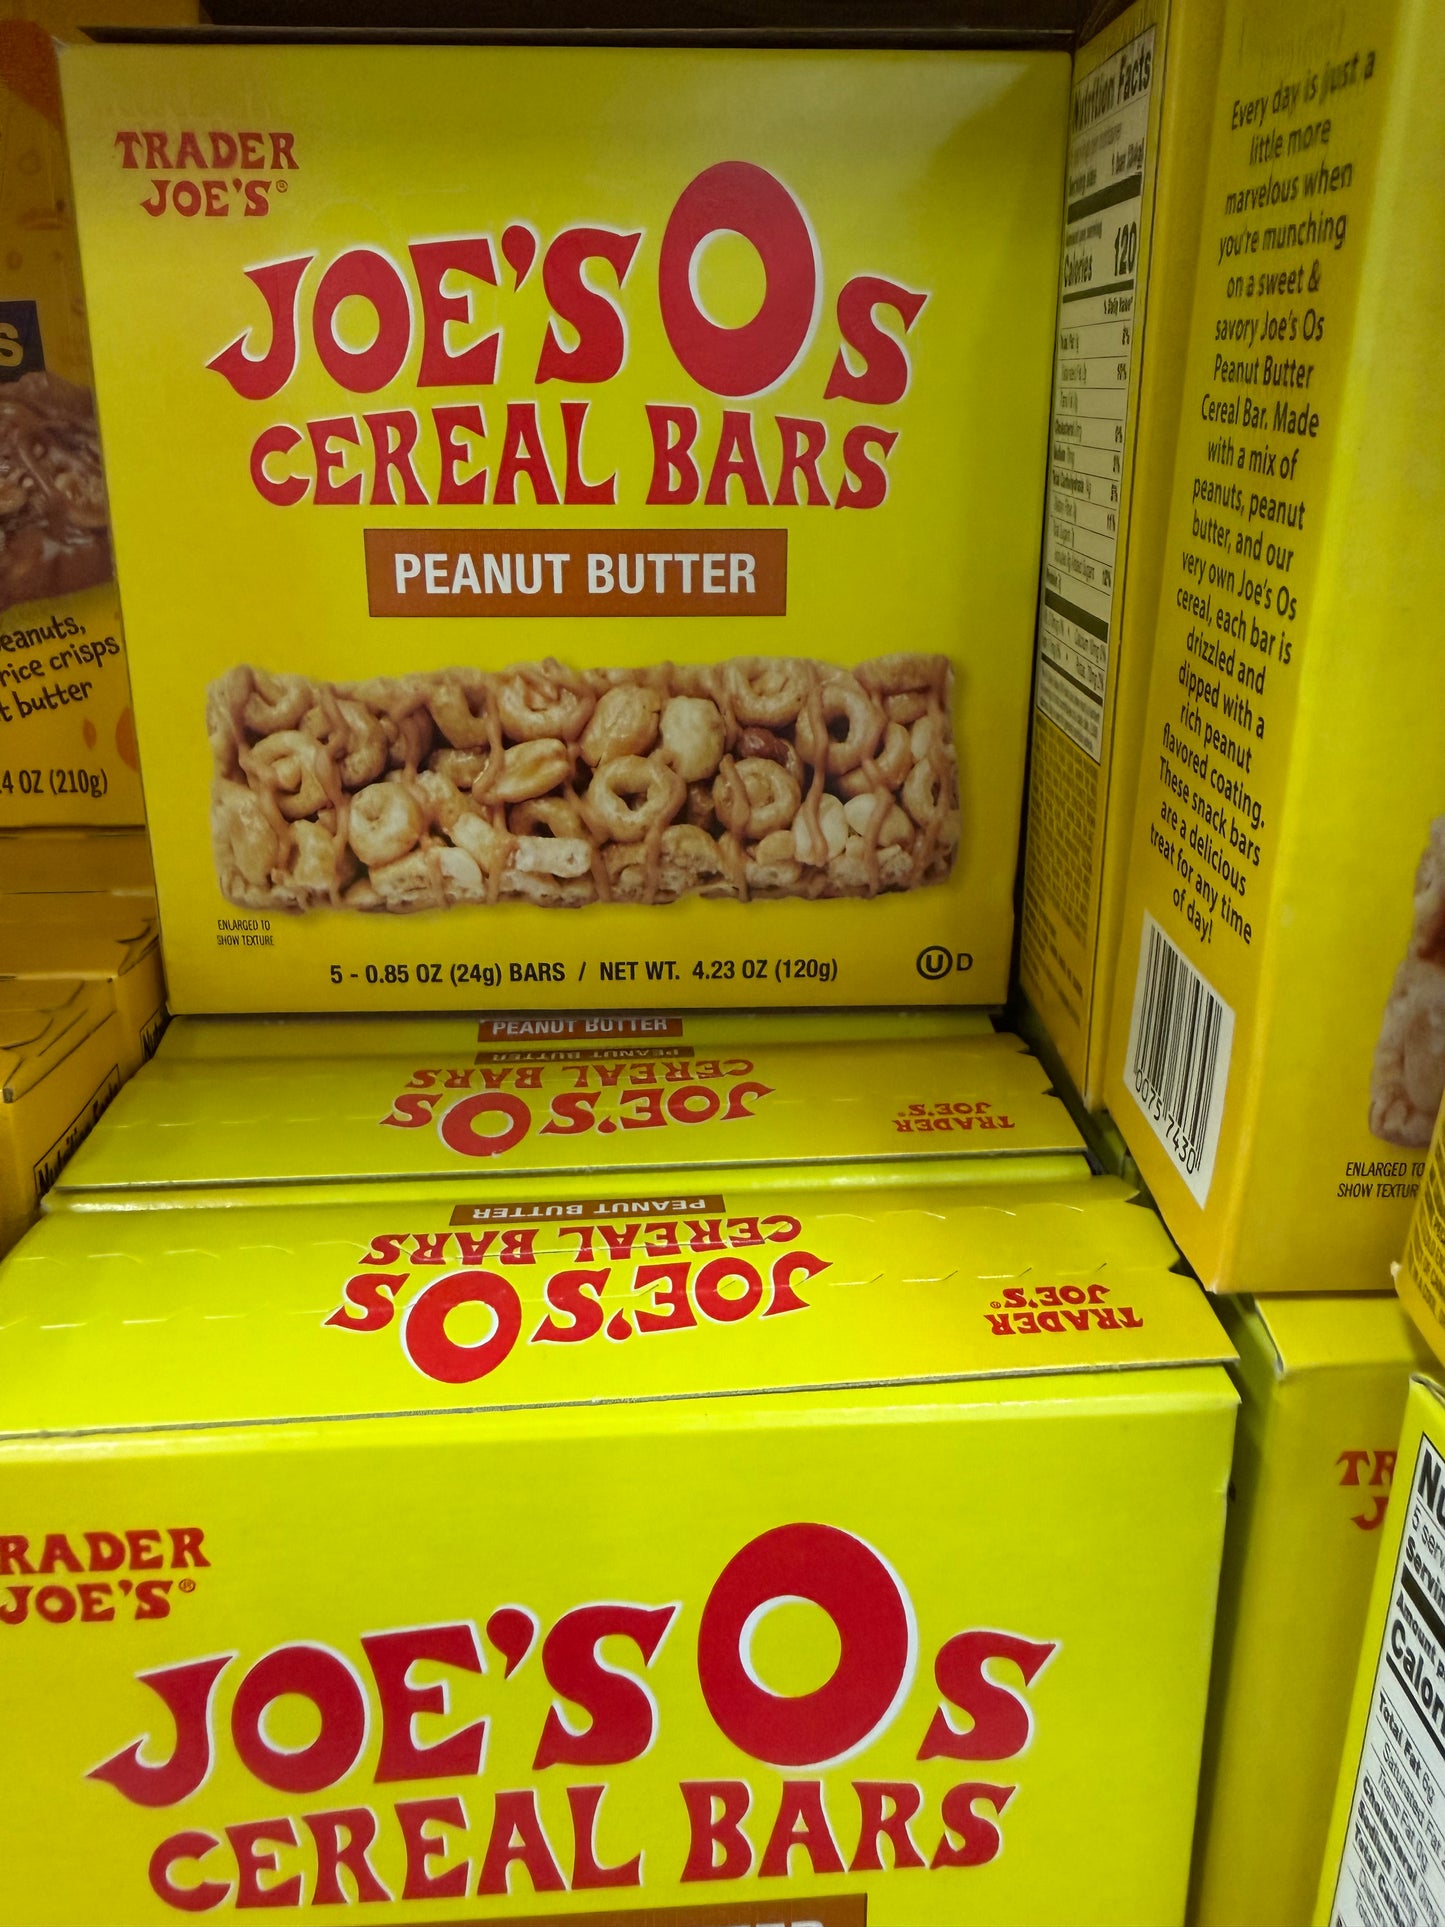 TRADER
JOE'S®
JOE'S Os
CEREAL BARS
PEANUT BUTTER
ENLARGED TO
SHOW TEXTURE
5 - 0.85 OZ (24g) BARS / NET WT. 4.23 OZ (120g)
U D
S
rice crisps
butter
4 OZ (210g)
Nutrition Facts
Calories 120
Every day is just a
little more
marvelous when
you're munching
on a sweet &
savory Joe's Os
Peanut Butter
Cereal Bar. Made
with a mix of
peanuts, peanut
butter, and our
very own Joe's Os
cereal, each bar is
drizzled and
dipped with a
rich peanut
flavored coating.
These snack bars
are a delicious
treat for any time
of day!
0075 7430
ENLARGED TO
SHOW TEXTUR
PEANUT BUTTER
PEANUT BUTTER
CEREAL BARS
JOE'S Os
TRADER
JOE'S®
PEANUT BUTTER
CEREAL BARS
JOE'S Os
TRADER
JOE'S®
RADER
JOE'S®
JOE'S Os
CEREAL BARS
TR
J
Total Fat 6g